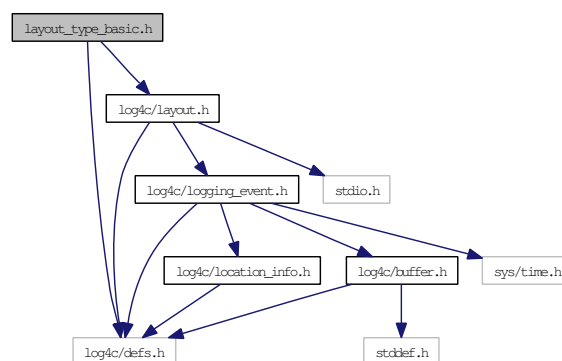 layout_type_basic.h
log4c/layout.h
log4c/logging_event.h
stdio.h
log4c/location_info.h
log4c/buffer.h
sys/time.h
log4c/defs.h
stddef.h